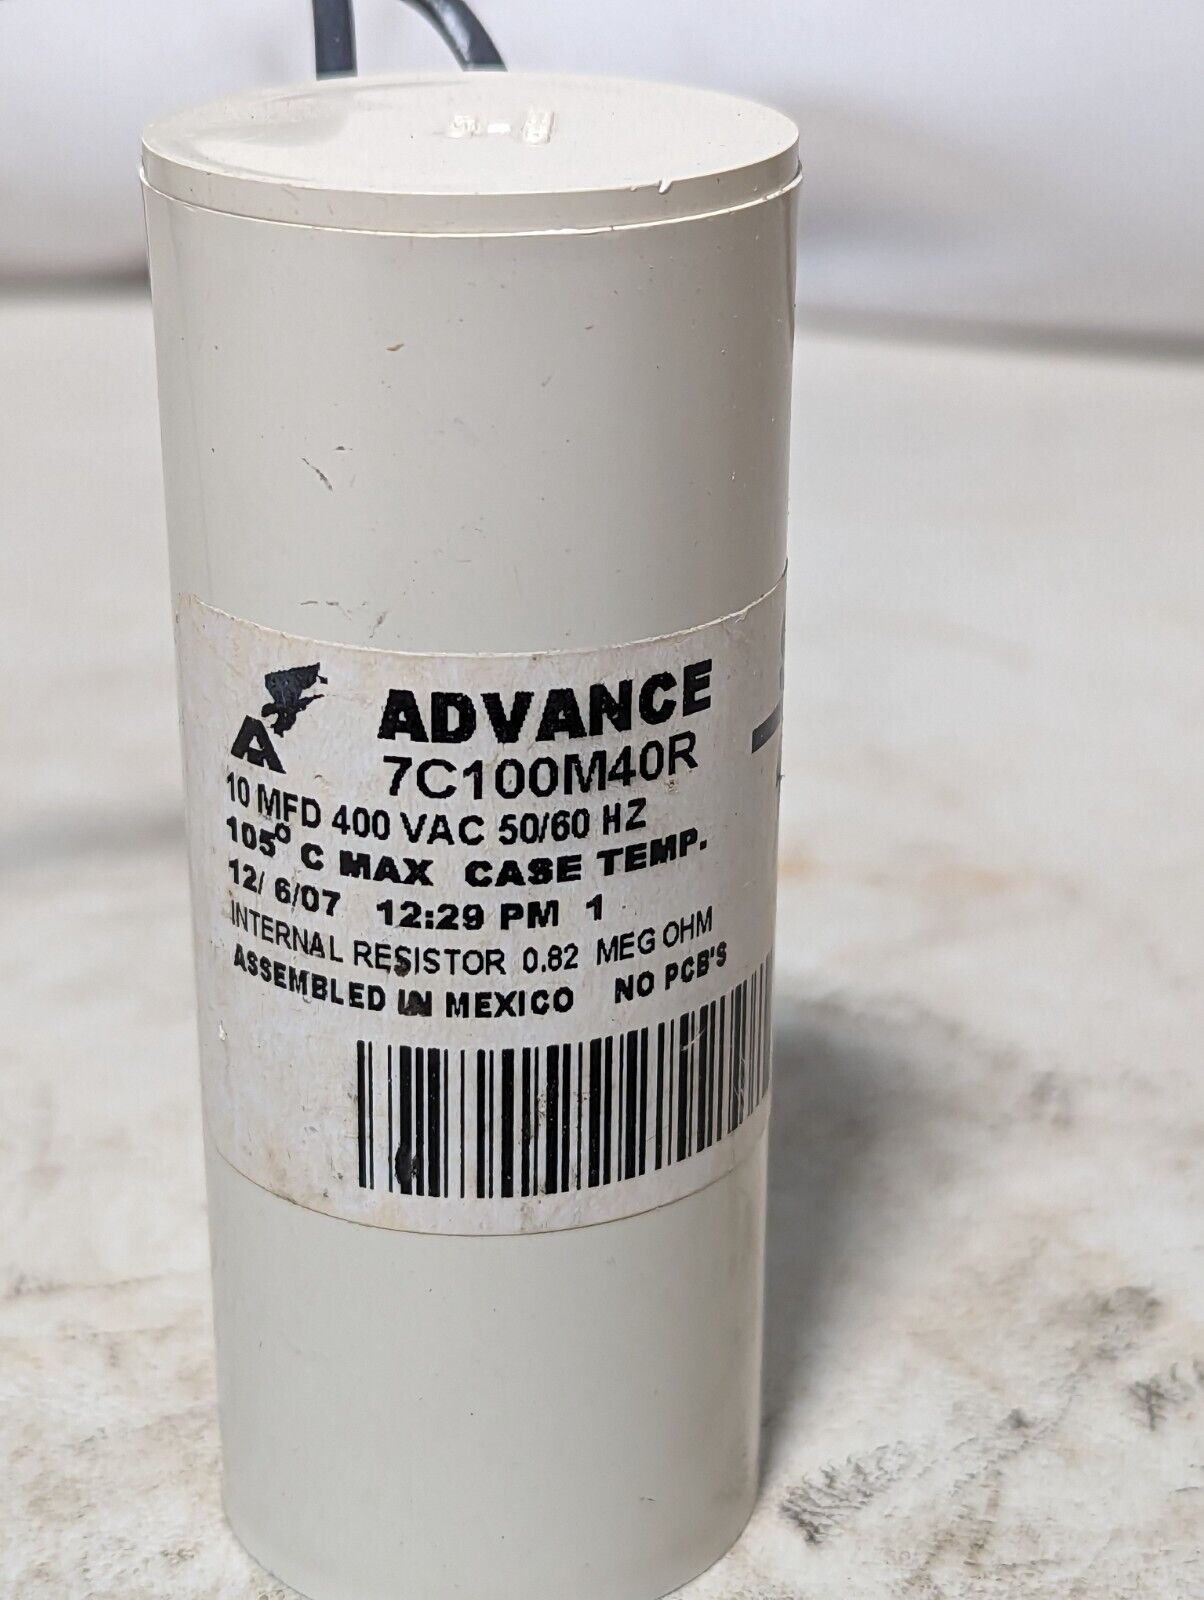 ADVANCE
7C100M40R
10 MFD 400 VAC 50/60 HZ
105° C MAX CASE TEMP.
12/ 6/07 12:29 PM 1
INTERNAL RESISTOR 0.82 MEG OHM
ASSEMBLED IN MEXICO NO PCB'S